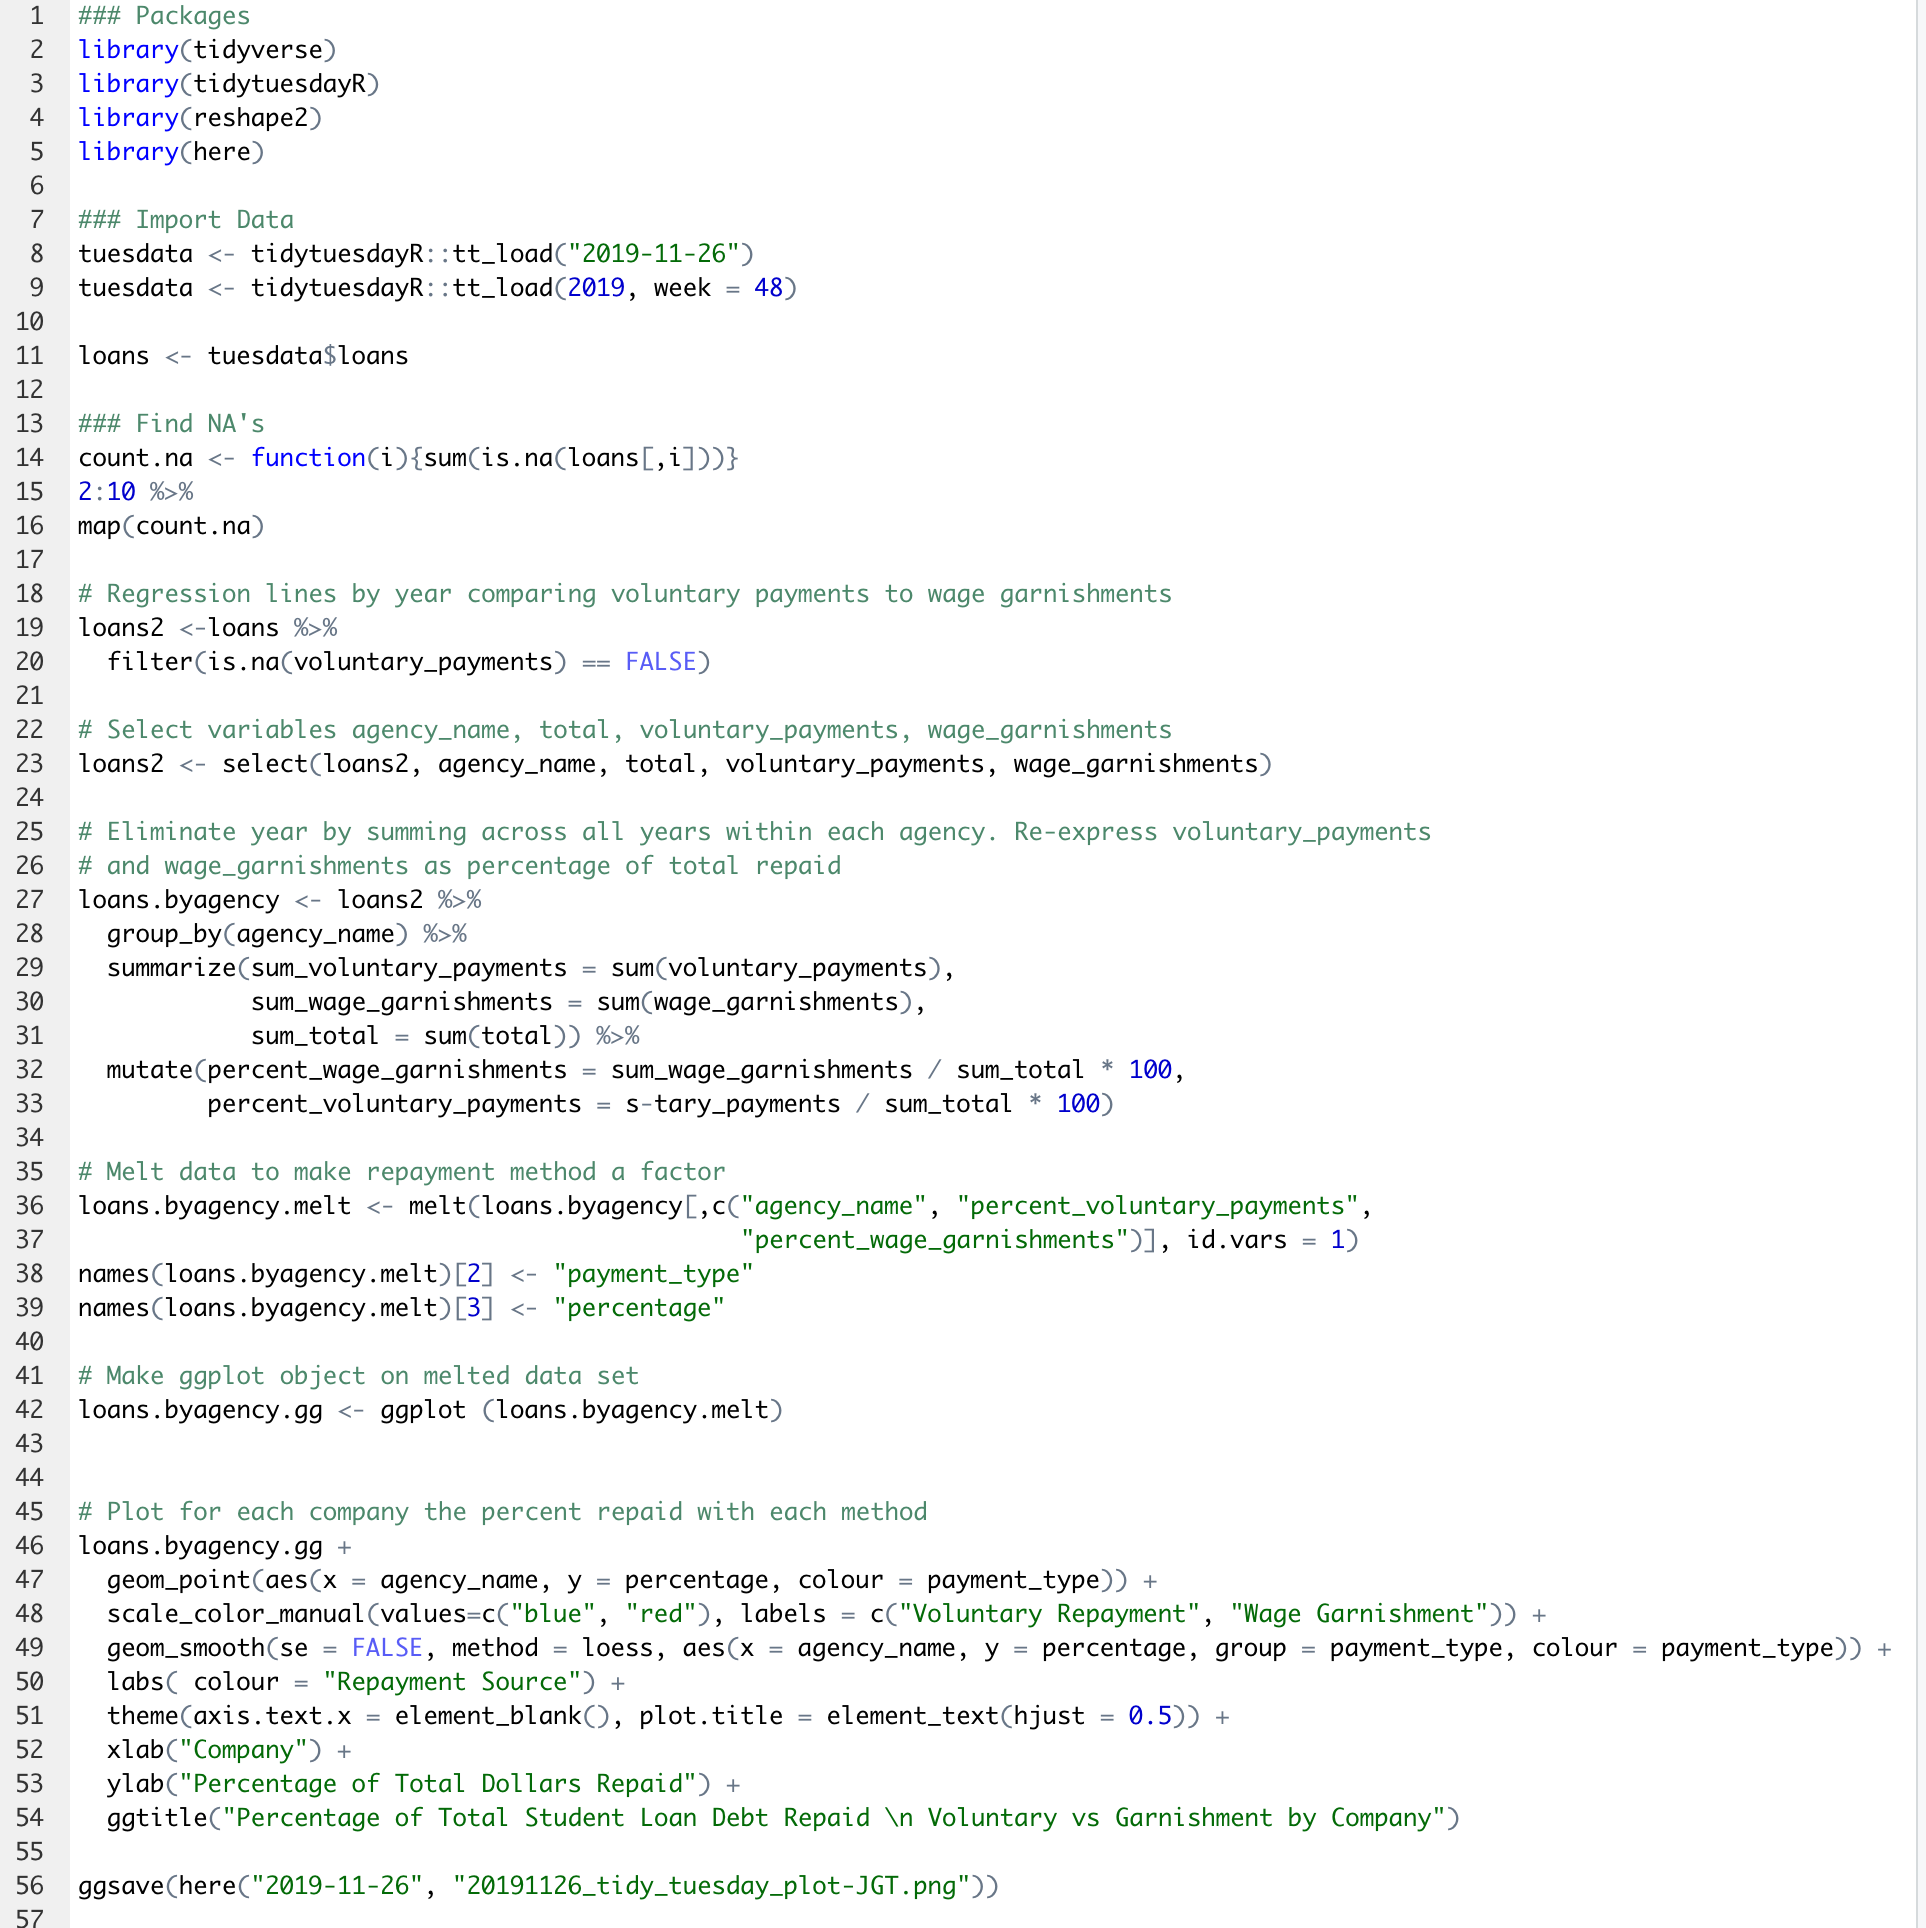 1 ### Packages
2 library(tidyverse)
3 library(tidytuesdayR)
4 library(reshape2)
5 library(here)
6
7 ### Import Data
8 tuesdata <- tidytuesdayR::tt_load("2019-11-26")
9 tuesdata <- tidytuesdayR::tt_load(2019, week = 48)
10
11 loans <- tuesdata$loans
12
13 ### Find NA's
14 count.na <- function(i){sum(is.na(loans[,i]))}
15 2:10 %>%
16 map(count.na)
17
18 # Regression lines by year comparing voluntary payments to wage garnishments
19 loans2 <-loans %>%
20   filter(is.na(voluntary_payments) == FALSE)
21
22 # Select variables agency_name, total, voluntary_payments, wage_garnishments
23 loans2 <- select(loans2, agency_name, total, voluntary_payments, wage_garnishments)
24
25 # Eliminate year by summing across all years within each agency. Re-express voluntary_payments
26 # and wage_garnishments as percentage of total repaid
27 loans.byagency <- loans2 %>%
28   group_by(agency_name) %>%
29   summarize(sum_voluntary_payments = sum(voluntary_payments),
30             sum_wage_garnishments = sum(wage_garnishments),
31             sum_total = sum(total)) %>%
32   mutate(percent_wage_garnishments = sum_wage_garnishments / sum_total * 100,
33          percent_voluntary_payments = s-tary_payments / sum_total * 100)
34
35 # Melt data to make repayment method a factor
36 loans.byagency.melt <- melt(loans.byagency[,c("agency_name", "percent_voluntary_payments",
37                                               "percent_wage_garnishments")], id.vars = 1)
38 names(loans.byagency.melt)[2] <- "payment_type"
39 names(loans.byagency.melt)[3] <- "percentage"
40
41 # Make ggplot object on melted data set
42 loans.byagency.gg <- ggplot (loans.byagency.melt)
43
44
45 # Plot for each company the percent repaid with each method
46 loans.byagency.gg +
47   geom_point(aes(x = agency_name, y = percentage, colour = payment_type)) +
48   scale_color_manual(values=c("blue", "red"), labels = c("Voluntary Repayment", "Wage Garnishment")) +
49   geom_smooth(se = FALSE, method = loess, aes(x = agency_name, y = percentage, group = payment_type, colour = payment_type)) +
50   labs( colour = "Repayment Source") +
51   theme(axis.text.x = element_blank(), plot.title = element_text(hjust = 0.5)) +
52   xlab("Company") +
53   ylab("Percentage of Total Dollars Repaid") +
54   ggtitle("Percentage of Total Student Loan Debt Repaid \n Voluntary vs Garnishment by Company")
55
56 ggsave(here("2019-11-26", "20191126_tidy_tuesday_plot-JGT.png"))
57